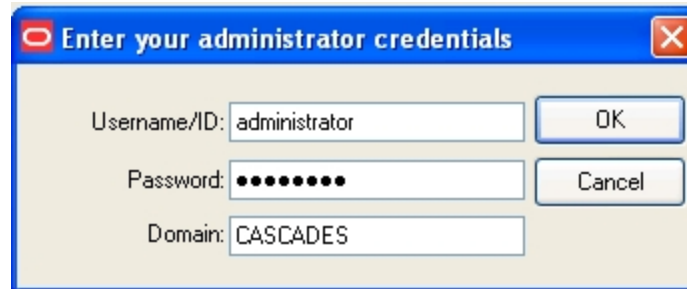 Enter your administrator credentials
Username/ID: administrator OK
Password: ●●●●●●●● Cancel
Domain: CASCADES